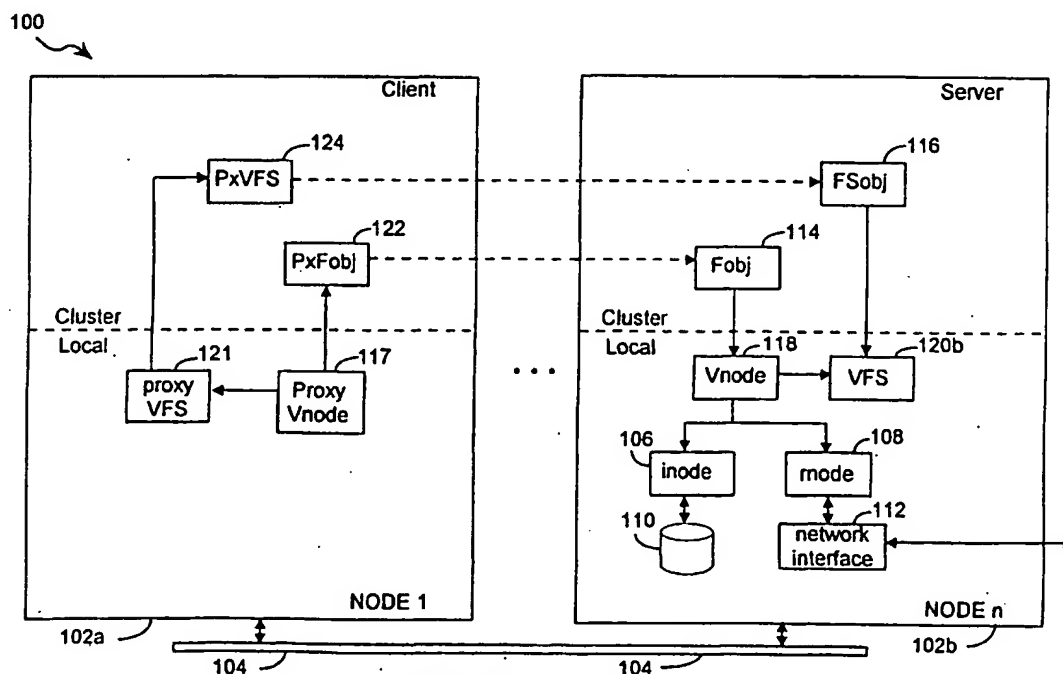 100
Client
Server
124
PxVFS
116
FSobj
122
PxFobj
114
Fobj
Cluster
Local
Cluster
Local
121
proxy
VFS
117
Proxy
Vnode
118
Vnode
120b
VFS
106
inode
108
rnode
110
112
network
interface
NODE 1
NODE n
102a
102b
104
104